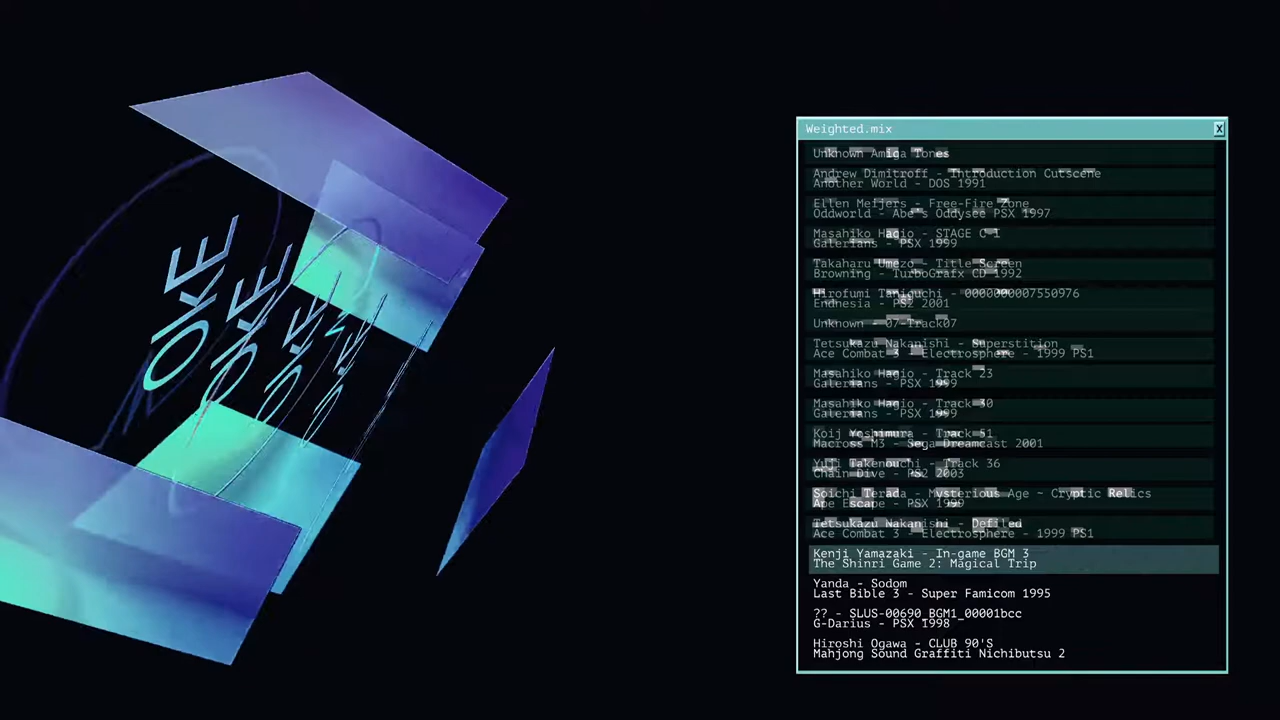 OKE
OKE
OKE
OKE
Weighted.mix
X
Unknown Amiga Tones
Andrew Dimitroff - Introduction Cutscene
Another World - DOS 1991
Ellen Meijers - Free-Fire Zone
Oddworld - Abe's Oddysee PSX 1997
Masahiko Hagio - STAGE C-1
Galerians - PSX 1999
Takaharu Umezo - Title Screen
Browning - TurboGrafx CD 1992
Hirofumi Taniguchi - 0000000007550976
Endnesia - PS2 2001
Unknown - 07-Track07
Tetsukazu Nakanishi - Superstition
Ace Combat 3 - Electrosphere - 1999 PS1
Masahiko Hagio - Track 23
Galerians - PSX 1999
Masahiko Hagio - Track 30
Galerians - PSX 1999
Koij Yoshimura - Track 51
Macross M3 - Sega Dreamcast 2001
Yuji Takenouchi - Track 36
Chain Dive - PS2 2003
Soichi Terada - Mysterious Age ~ Cryptic Relics
Ape Escape - PSX 1999
Tetsukazu Nakanishi - Defiled
Ace Combat 3 - Electrosphere - 1999 PS1
Kenji Yamazaki - In-game BGM 3
The Shinri Game 2: Magical Trip
Yanda - Sodom
Last Bible 3 - Super Famicom 1995
?? - SLUS-00690_BGM1_00001bcc
G-Darius - PSX 1998
Hiroshi Ogawa - CLUB 90'S
Mahjong Sound Graffiti Nichibutsu 2